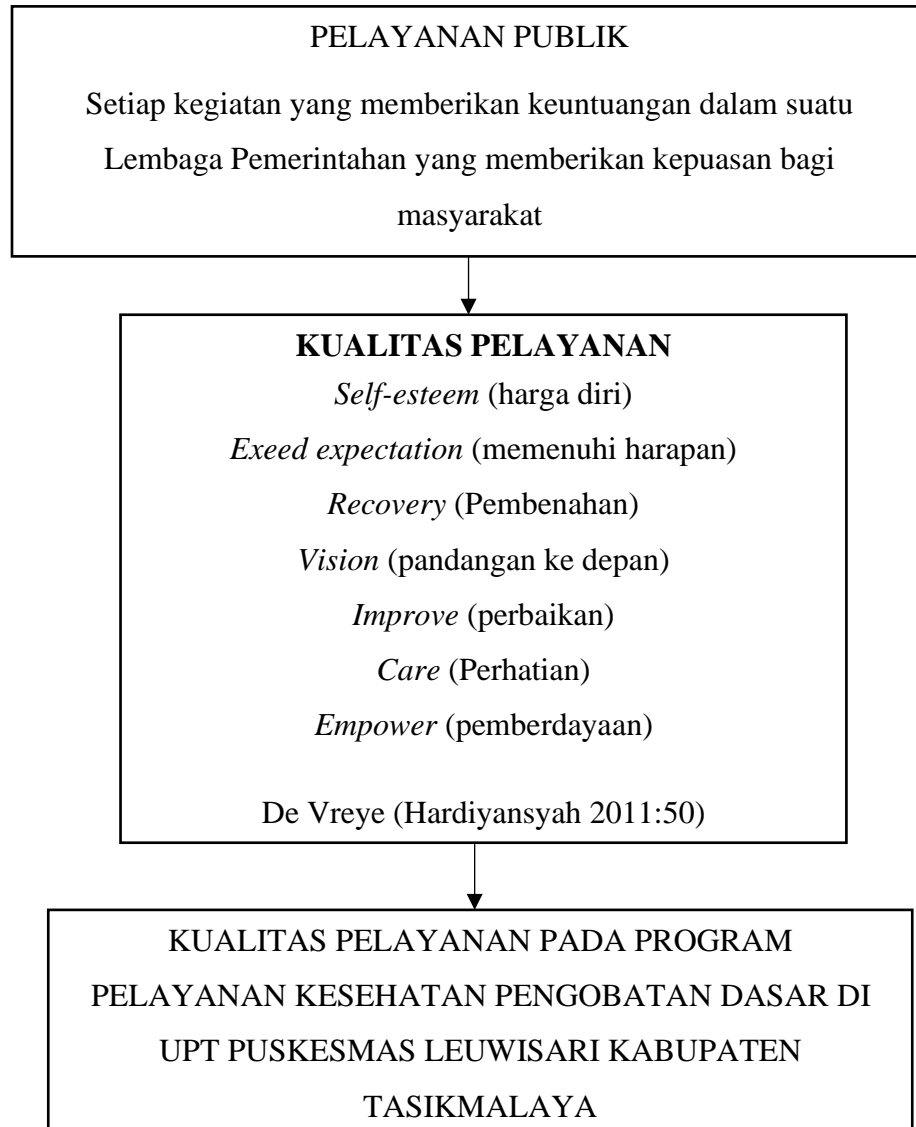 PELAYANAN PUBLIK
Setiap kegiatan yang memberikan keuntuangan dalam suatu
Lembaga Pemerintahan yang memberikan kepuasan bagi
masyarakat
KUALITAS PELAYANAN
Self-esteem (harga diri)
Exeed expectation (memenuhi harapan)
Recovery (Pembenahan)
Vision (pandangan ke depan)
Improve (perbaikan)
Care (Perhatian)
Empower (pemberdayaan)
De Vreye (Hardiyansyah 2011:50)
KUALITAS PELAYANAN PADA PROGRAM
PELAYANAN KESEHATAN PENGOBATAN DASAR DI
UPT PUSKESMAS LEUWISARI KABUPATEN
TASIKMALAYA